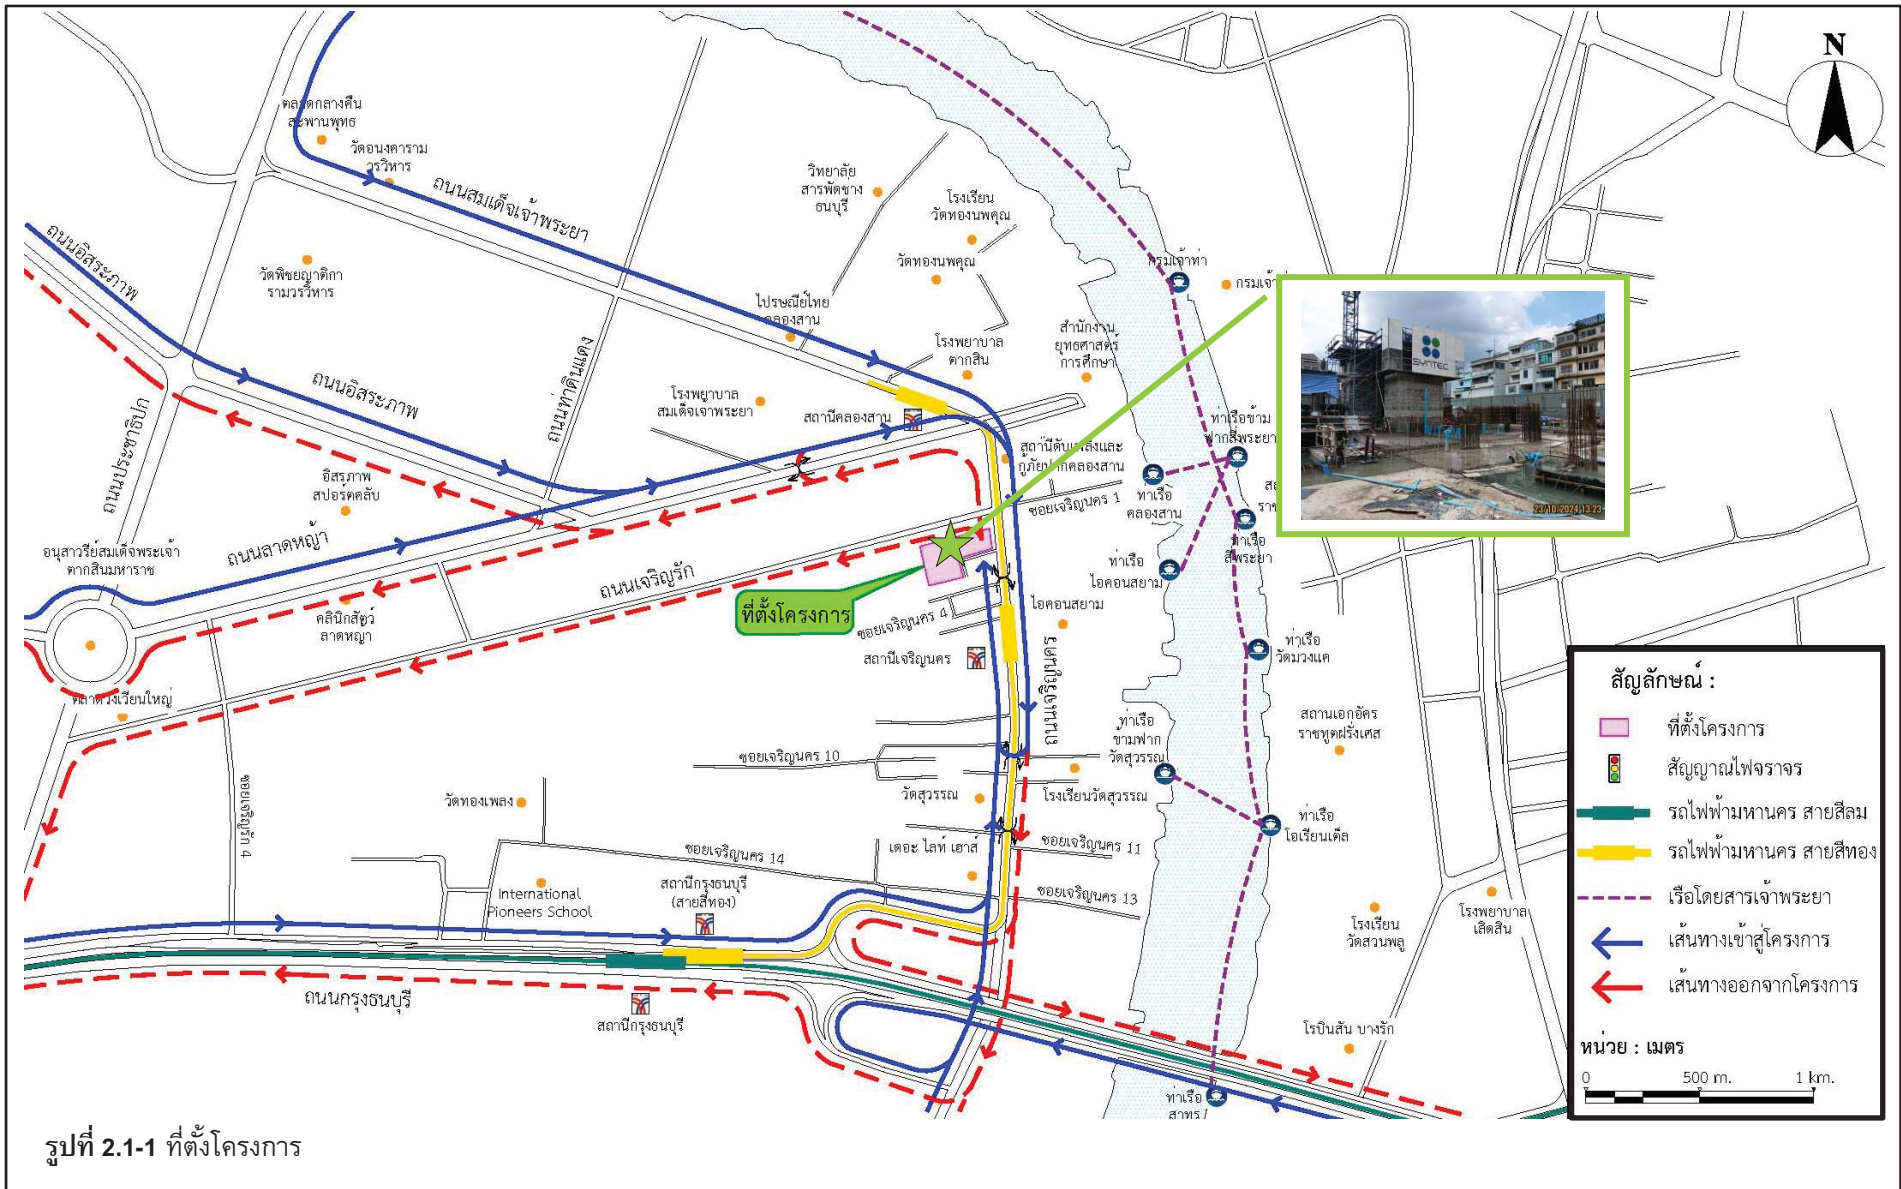 N
ตลาดกลางคืน
สะพานพุทธ
วัดอนงคาราม
วรวิหาร
ถนนสมเด็จเจ้าพระยา
วิทยาลัย
สารพัดช่าง
ธนบุรี
โรงเรียน
วัดทองนพคุณ
วัดทองนพคุณ
ถนนอิสระภาพ
วัดพิชยญาติกา
รามวรวิหาร
ไปรษณีย์ไทย
คลองสาน
โรงพยาบาล
ตากสิน
สำนักงาน
ยุทธศาสตร์
การศึกษา
กรมเจ้าท่า
กรมเจ้า
SYNTEC
23/10/2024 13:23
ถนนอิสระภาพ
ถนนท่าดินแดง
โรงพยาบาล
สมเด็จเจ้าพระยา
สถานีคลองสาน
ท่าเรือข้าม
ฟากสี่พระยา
ถนนประชาธิปก
อิสรภาพ
สปอร์ตคลับ
สถานีดับเพลิงและ
กู้ภัยปากคลองสาน
ซอยเจริญนคร 1
ท่าเรือ
คลองสาน
ท่าเรือ
สี่พระยา
อนุสาวรีย์สมเด็จพระเจ้า
ตากสินมหาราช
ถนนลาดหญ้า
ถนนเจริญรัก
ท่าเรือ
ไอคอนสยาม
ไอคอนสยาม
คลินิกสัตว์
ลาดหญา
ที่ตั้งโครงการ
ซอยเจริญนคร 4
สถานีเจริญนคร
ถนนเจริญนคร
ท่าเรือ
วัดม่วงแค
ตลาดวงเวียนใหญ่
ซอยเจริญรัก 4
ซอยเจริญนคร 10
ท่าเรือ
ข้ามฟาก
วัดสุวรรณ
สถานเอกอัคร
ราชทูตฝรั่งเศส
วัดทองเพลง
วัดสุวรรณ
โรงเรียนวัดสุวรรณ
ท่าเรือ
โอเรียนเต็ล
ซอยเจริญนคร 14
เดอะ ไลท์ เฮาส์
ซอยเจริญนคร 11
ซอยเจริญนคร 13
International
Pioneers School
สถานีกรุงธนบุรี
(สายสีทอง)
โรงเรียน
วัดสวนพลู
โรงพยาบาล
เลิดสิน
ถนนกรุงธนบุรี
สถานีกรุงธนบุรี
โรบินสัน บางรัก
ท่าเรือ
สาทร
สัญลักษณ์ :
ที่ตั้งโครงการ
สัญญาณไฟจราจร
รถไฟฟ้ามหานคร สายสีลม
รถไฟฟ้ามหานคร สายสีทอง
เรือโดยสารเจ้าพระยา
เส้นทางเข้าสู่โครงการ
เส้นทางออกจากโครงการ
หน่วย : เมตร
0 500 m. 1 km.
รูปที่ 2.1-1 ที่ตั้งโครงการ